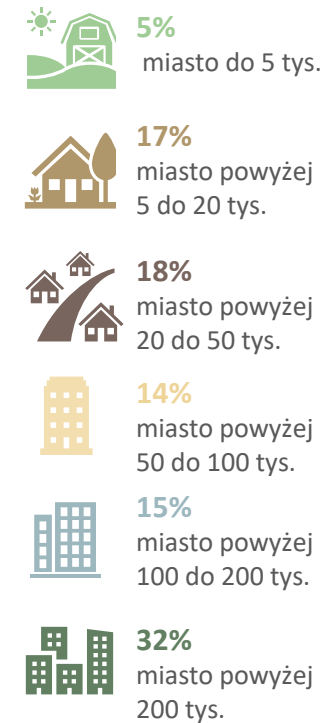 5%
miasto do 5 tys.
17%
miasto powyżej
5 do 20 tys.
18%
miasto powyżej
20 do 50 tys.
14%
miasto powyżej
50 do 100 tys.
15%
miasto powyżej
100 do 200 tys.
32%
miasto powyżej
200 tys.